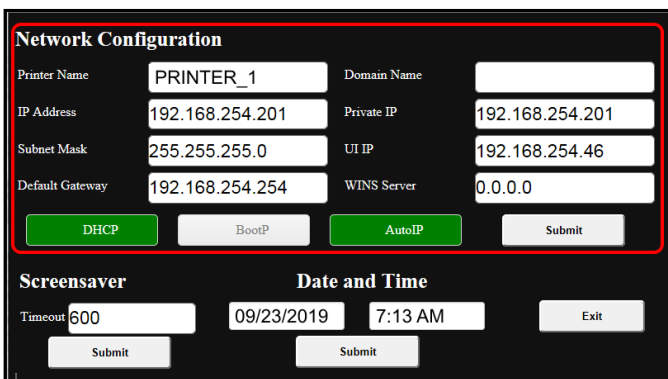 Network Configuration
Printer Name PRINTER_1 Domain Name
IP Address 192.168.254.201 Private IP 192.168.254.201
Subnet Mask 255.255.255.0 UI IP 192.168.254.46
Default Gateway 192.168.254.254 WINS Server 0.0.0.0
DHCP BootP AutoIP Submit
Screensaver Date and Time
Timeout 600 09/23/2019 7:13 AM Exit
Submit Submit